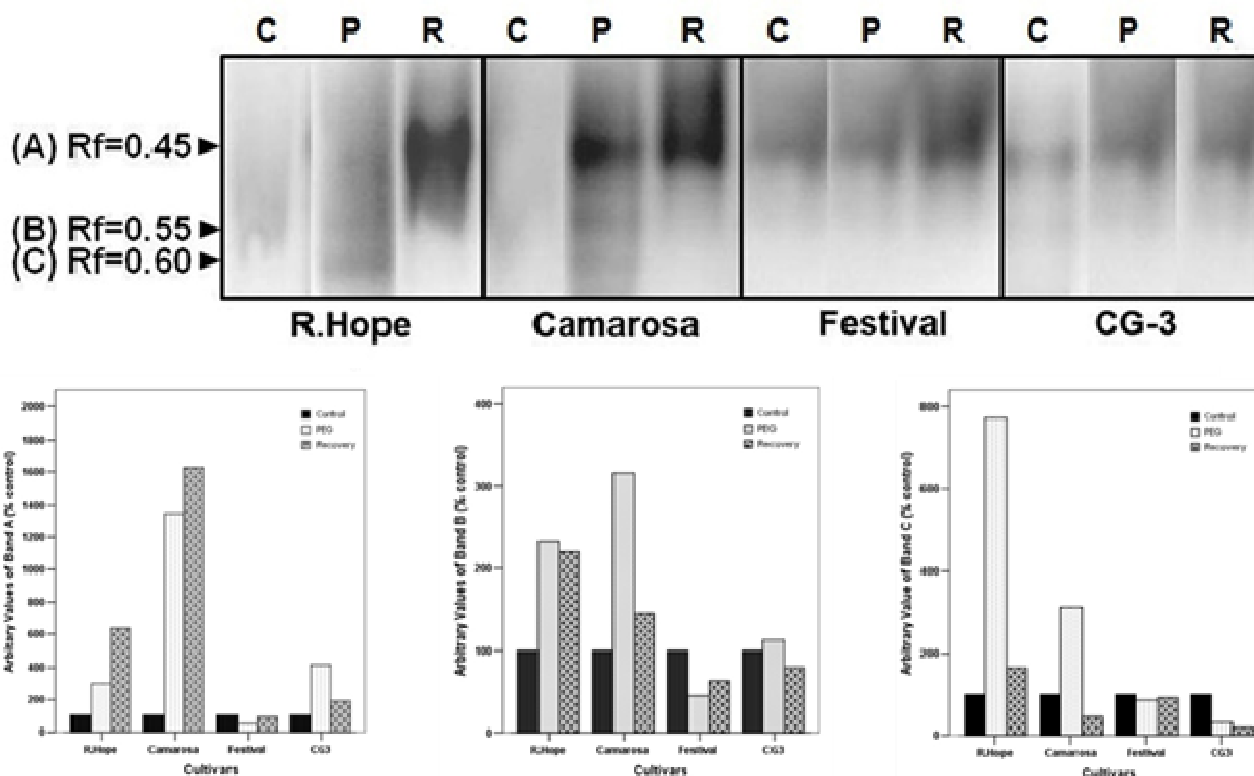 C P R C P R C P R C P R
(A) Rf=0.45
(B) Rf=0.55
(C) Rf=0.60
R.Hope Camarosa Festival CG-3
Arbitary Values of Band A (% control)
2000
1800
1600
1400
1200
1000
800
600
400
200
0
Control
PEG
Recovery
R.Hope Camarosa Festival CG3
Cultivars
Arbitrary Values of Band B (% control)
400
300
200
100
0
Control
PEG
Recovery
R.Hope Camarosa Festival CG3
Cultivars
Arbitrary Value of Band C (% control)
800
600
400
200
0
Control
PEG
Recovery
R.Hope Camarosa Festival CG3
Cultivars